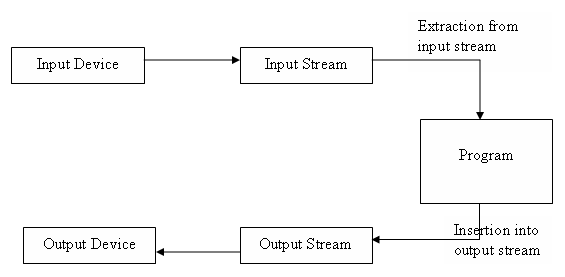 Extraction from
input stream
Input Device
Input Stream
Program
Insertion into
output stream
Output Device
Output Stream